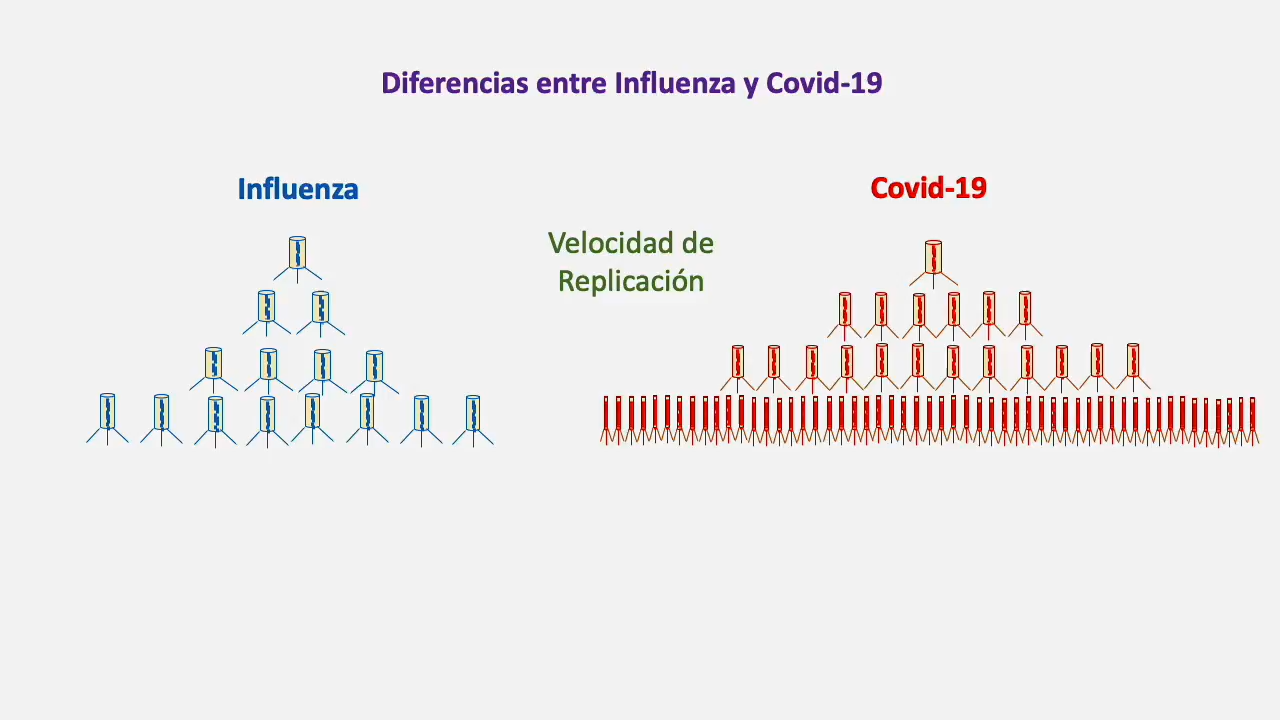 Diferencias entre Influenza y Covid-19
Influenza
Covid-19
Velocidad de
Replicación